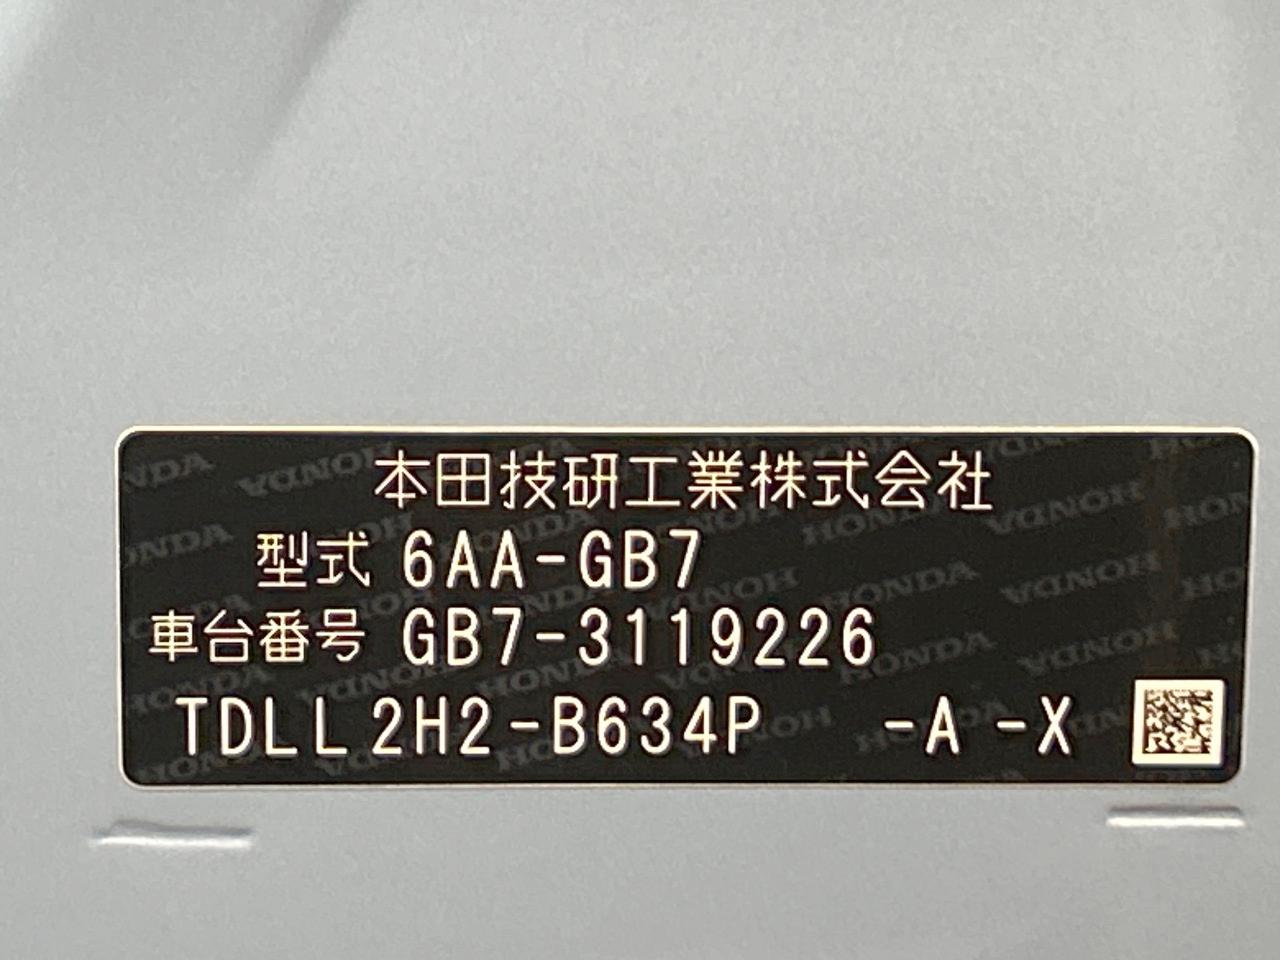 本田技研工業株式会社
型式 6AA-GB7
車台番号 GB7-3119226
TDLL2H2-B634P -A -X